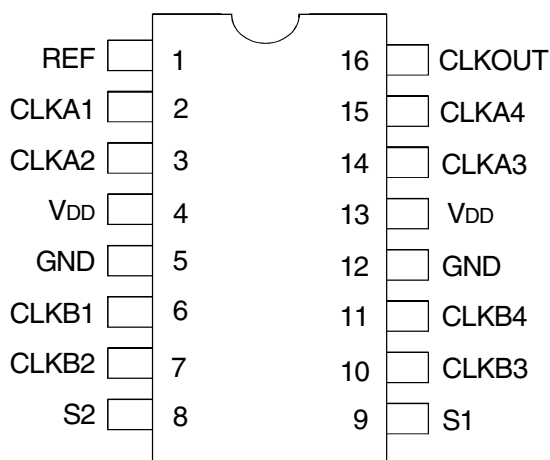 REF 1 16 CLKOUT
CLKA1 2 15 CLKA4
CLKA2 3 14 CLKA3
VDD 4 13 VDD
GND 5 12 GND
CLKB1 6 11 CLKB4
CLKB2 7 10 CLKB3
S2 8 9 S1